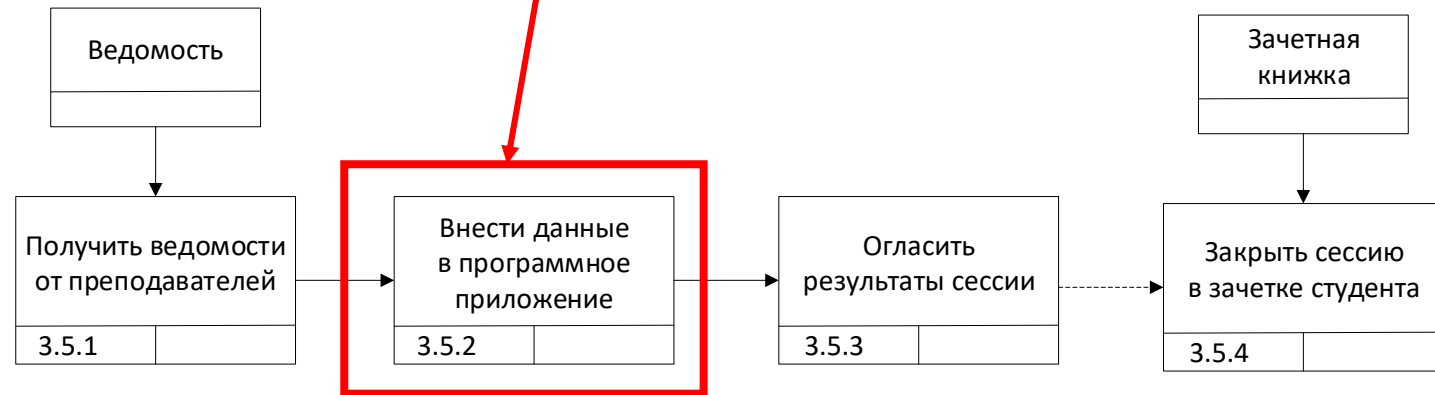 Ведомость
Зачетная
книжка
Получить ведомости
от преподавателей
3.5.1
Внести данные
в программное
приложение
3.5.2
Огласить
результаты сессии
3.5.3
Закрыть сессию
в зачетке студента
3.5.4